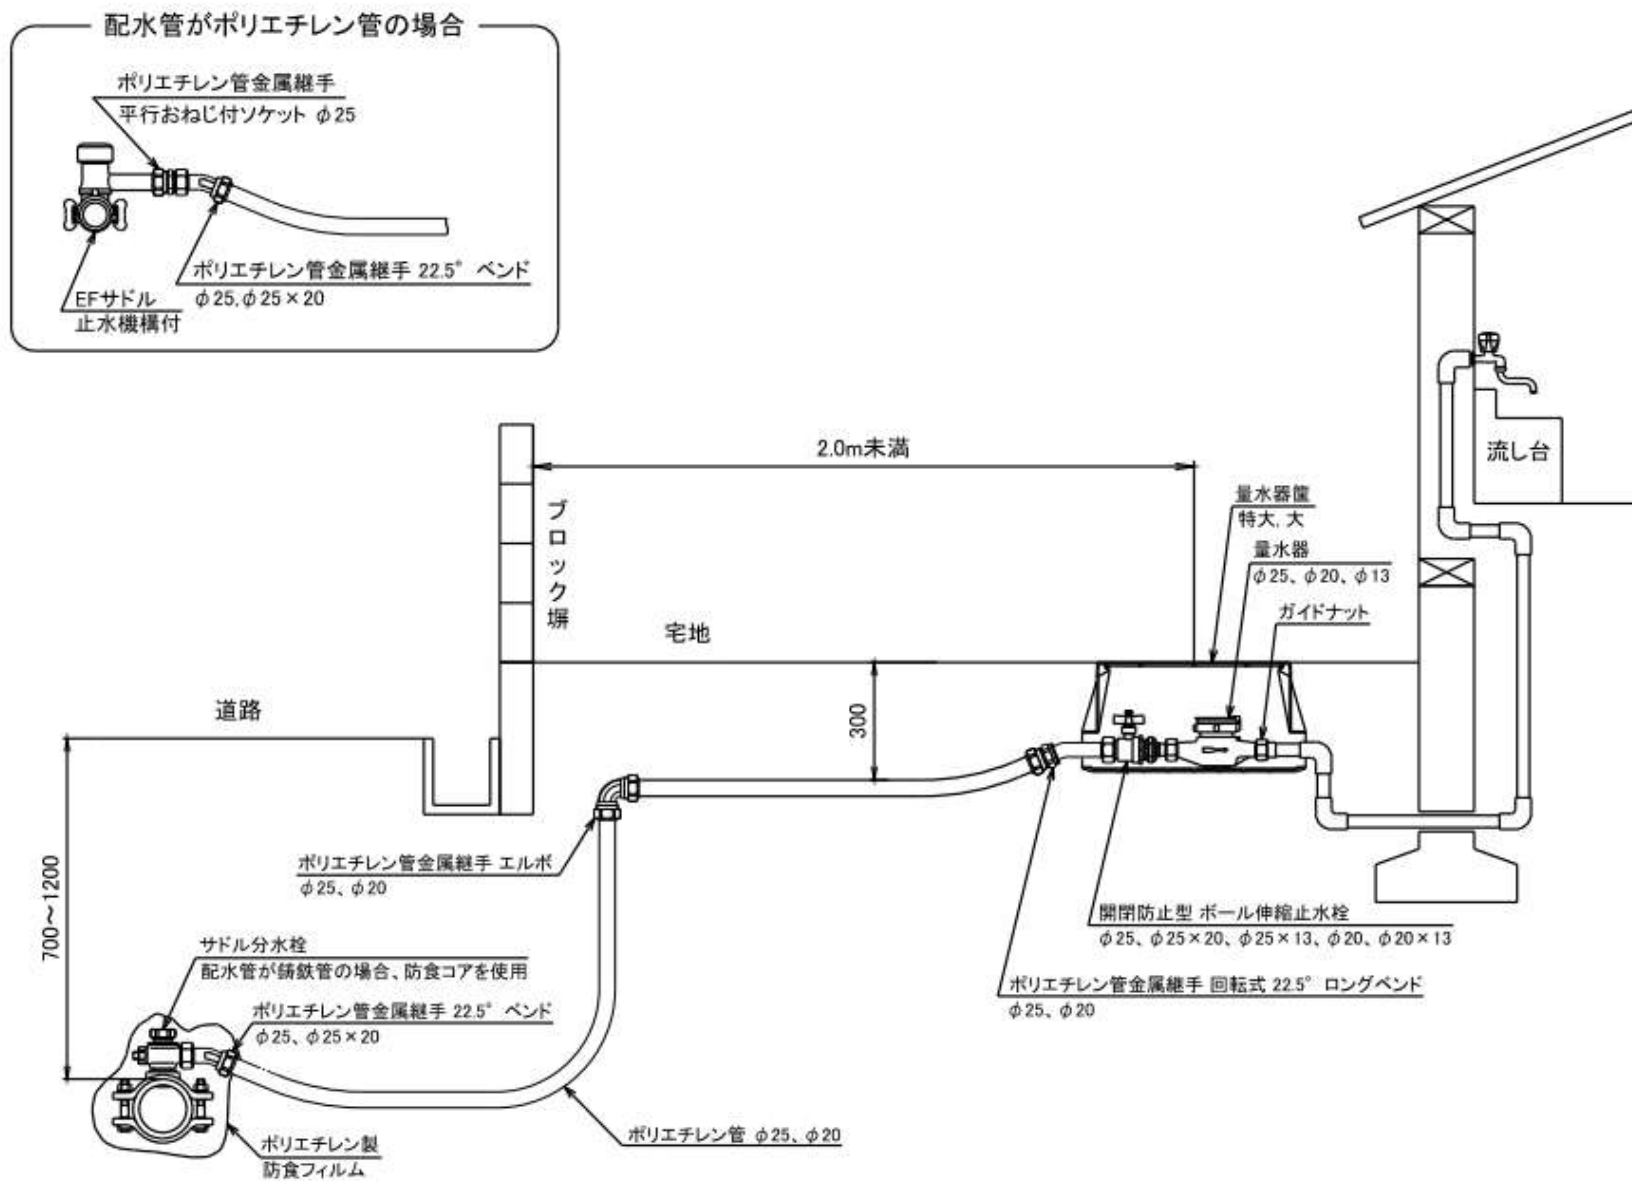 配水管がポリエチレン管の場合
ポリエチレン管金属継手
平行おねじ付ソケット φ25
ポリエチレン管金属継手 22.5° ベンド
φ25,φ25×20
EFサドル
止水機構付
2.0m未満
ブロック塀
流し台
量水器筺
特大, 大
量水器
φ25、φ20、φ13
ガイドナット
宅地
道路
300
700～1200
ポリエチレン管金属継手 エルボ
φ25、φ20
開閉防止型 ボール伸縮止水栓
φ25、φ25×20、φ25×13、φ20、φ20×13
サドル分水栓
配水管が鋳鉄管の場合、防食コアを使用
ポリエチレン管金属継手 回転式 22.5° ロングベンド
φ25、φ20
ポリエチレン管金属継手 22.5° ベンド
φ25、φ25×20
ポリエチレン管 φ25、φ20
ポリエチレン製
防食フィルム